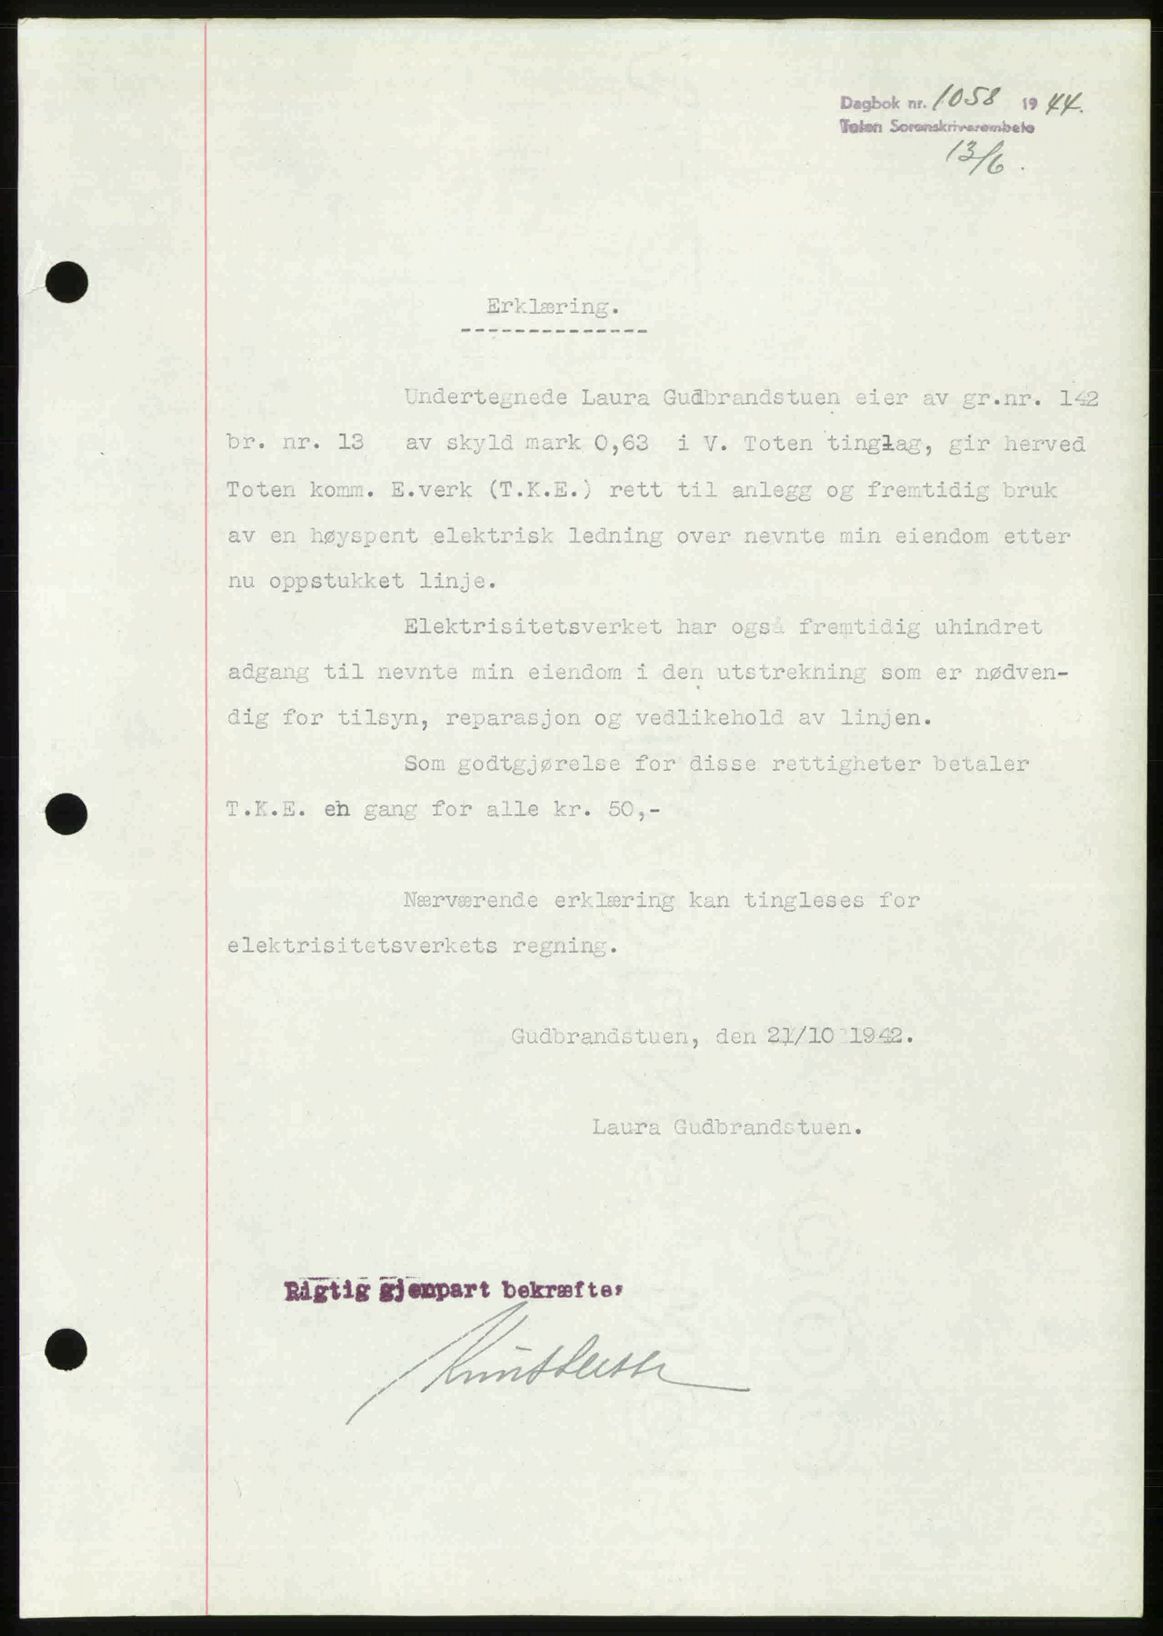 Dagbok nr. 1058 1944.
Toten Sorenskriverembete
13/6.
Erklæring.
--------------
Undertegnede Laura Gudbrandstuen eier av gr.nr. 142
br. nr. 13 av skyld mark 0,63 i V. Toten tinglag, gir herved
Toten komm. E.verk (T.K.E.) rett til anlegg og fremtidig bruk
av en høyspent elektrisk ledning over nevnte min eiendom etter
nu oppstukket linje.
Elektrisitetsverket har også fremtidig uhindret
adgang til nevnte min eiendom i den utstrekning som er nødven-
dig for tilsyn, reparasjon og vedlikehold av linjen.
Som godtgjørelse for disse rettigheter betaler
T.K.E. en gang for alle kr. 50,-
Nærværende erklæring kan tingleses for
elektrisitetsverkets regning.
Gudbrandstuen, den 21/10 1942.
Laura Gudbrandstuen.
Rigtig gjenpart bekræftes